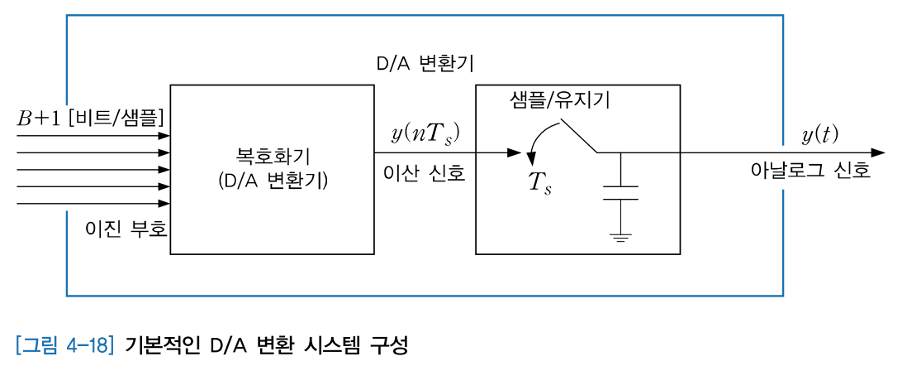 D/A 변환기
B+1 [비트/샘플]
이진 부호
복호화기
(D/A 변환기)
y(nT_s)
이산 신호
샘플/유지기
T_s
y(t)
아날로그 신호
[그림 4-18] 기본적인 D/A 변환 시스템 구성